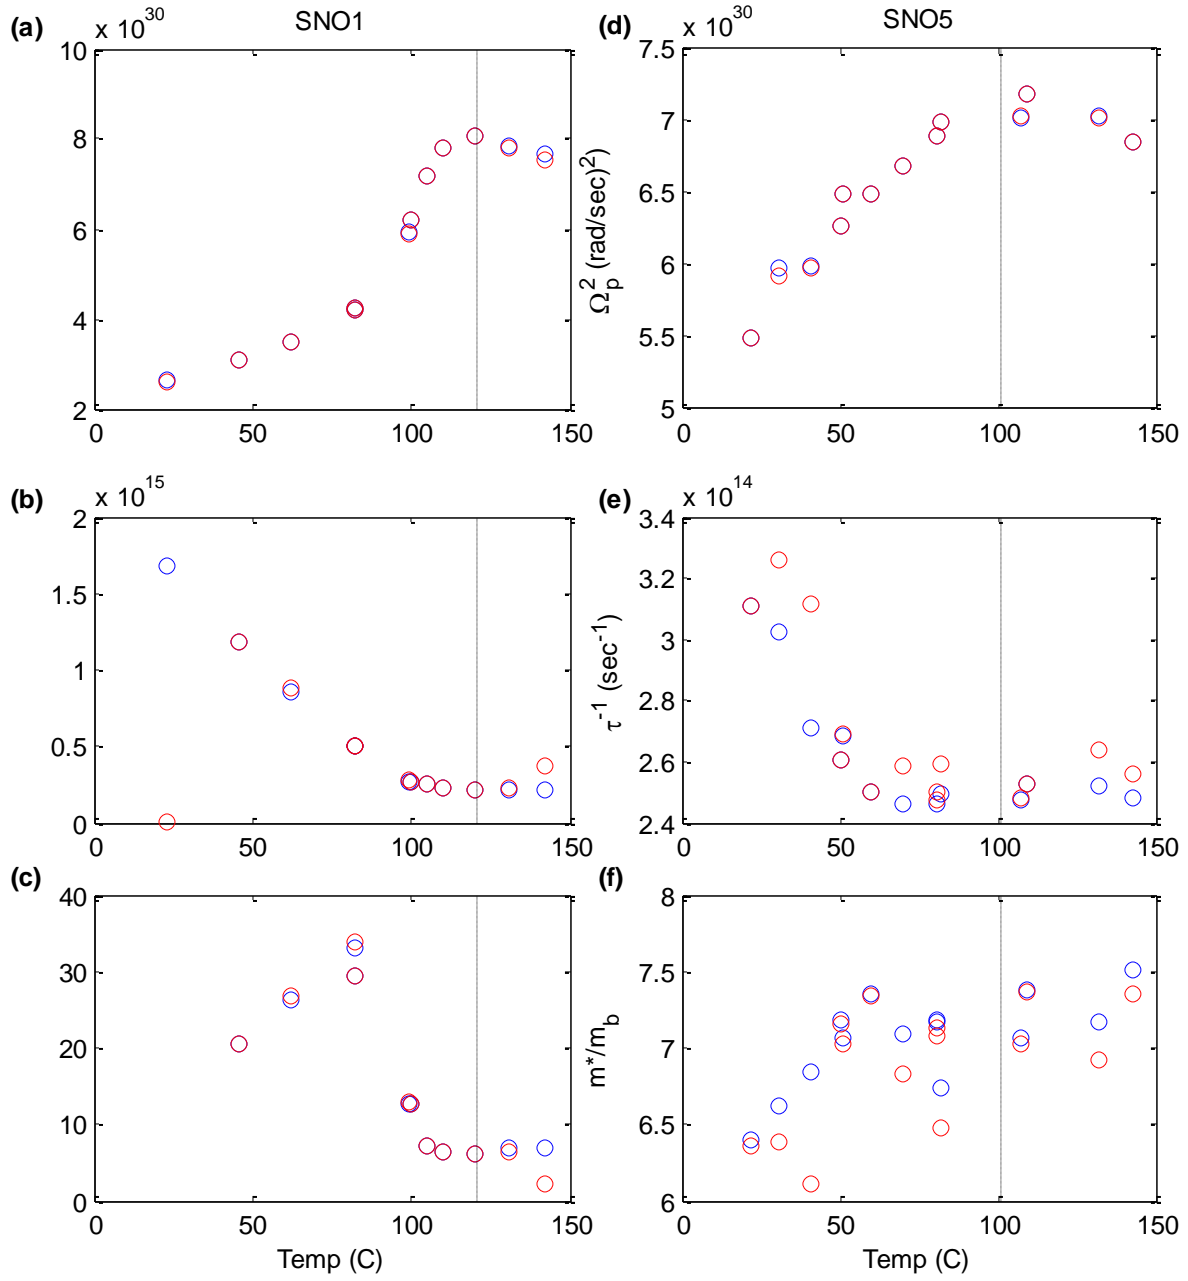 SNO1
(a)
x 10^30
10
8
6
4
2
0 50 100 150
SNO5
(d)
x 10^30
7.5
7
6.5
6
5.5
5
Ω_p^2 (rad/sec)^2)
0 50 100 150
(b)
x 10^15
2
1.5
1
0.5
0
0 50 100 150
(e)
x 10^14
3.4
3.2
3
2.8
2.6
2.4
τ^-1 (sec^-1)
0 50 100 150
(c)
40
30
20
10
0
0 50 100 150
Temp (C)
(f)
8
7.5
7
6.5
6
m*/m_b
0 50 100 150
Temp (C)